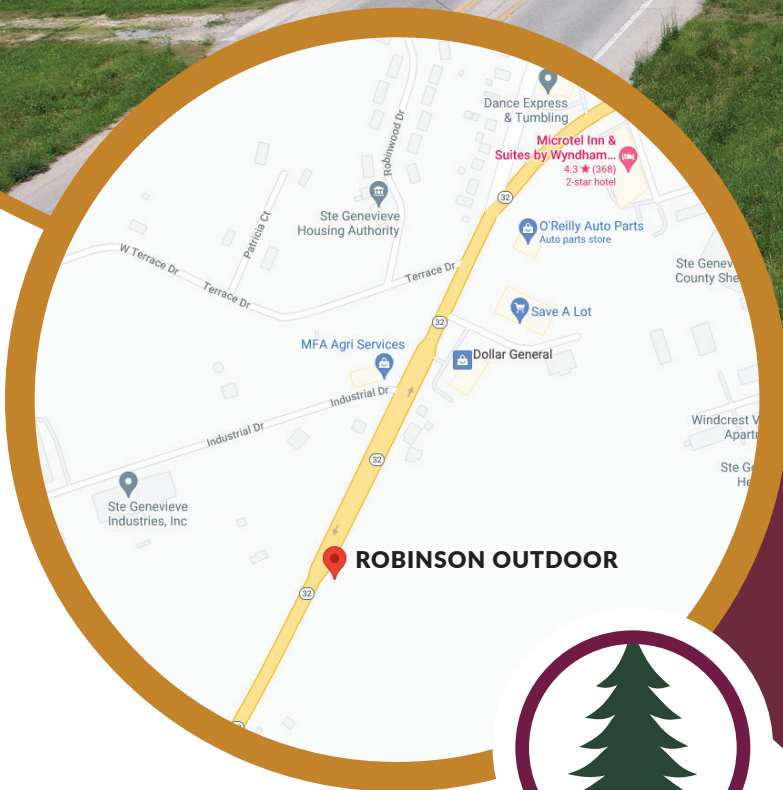 Dance Express
& Tumbling
Microtel Inn &
Suites by Wyndham...
4.3 ★ (368)
2-star hotel
32
Robinwood Dr
Ste Genevieve
Housing Authority
Patricia Ct
O'Reilly Auto Parts
Auto parts store
W Terrace Dr
Terrace Dr
Terrace Dr
Ste Genev
County She
Save A Lot
32
MFA Agri Services
Dollar General
Industrial Dr
Industrial Dr
Windcrest V
Apartr
32
Ste Ge
He
Ste Genevieve
Industries, Inc
ROBINSON OUTDOOR
32